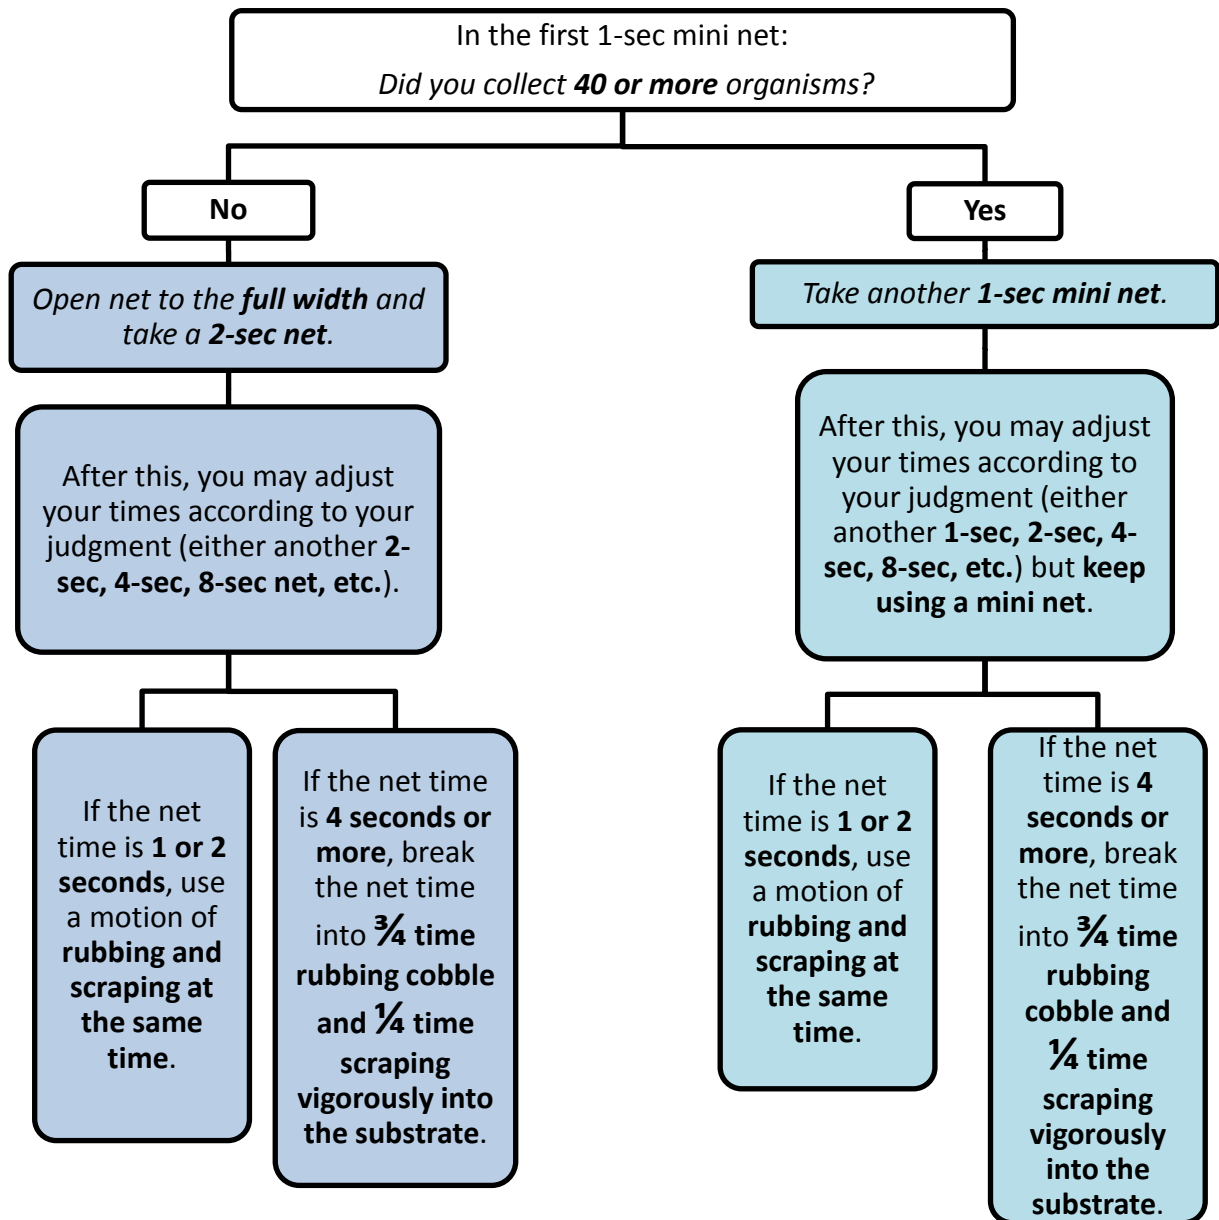 In the first 1-sec mini net:
Did you collect 40 or more organisms?
No
Yes
Open net to the full width and
take a 2-sec net.
Take another 1-sec mini net.
After this, you may adjust
your times according to your
judgment (either another 2-
sec, 4-sec, 8-sec net, etc.).
After this, you may adjust
your times according to
your judgment (either
another 1-sec, 2-sec, 4-
sec, 8-sec, etc.) but keep
using a mini net.
If the net
time is 1 or 2
seconds, use
a motion of
rubbing and
scraping at
the same
time.
If the net time
is 4 seconds or
more, break
the net time
into ¾ time
rubbing cobble
and ¼ time
scraping
vigorously into
the substrate.
If the net
time is 1 or 2
seconds, use
a motion of
rubbing and
scraping at
the same
time.
If the net
time is 4
seconds or
more, break
the net time
into ¾ time
rubbing
cobble and
¼ time
scraping
vigorously
into the
substrate.